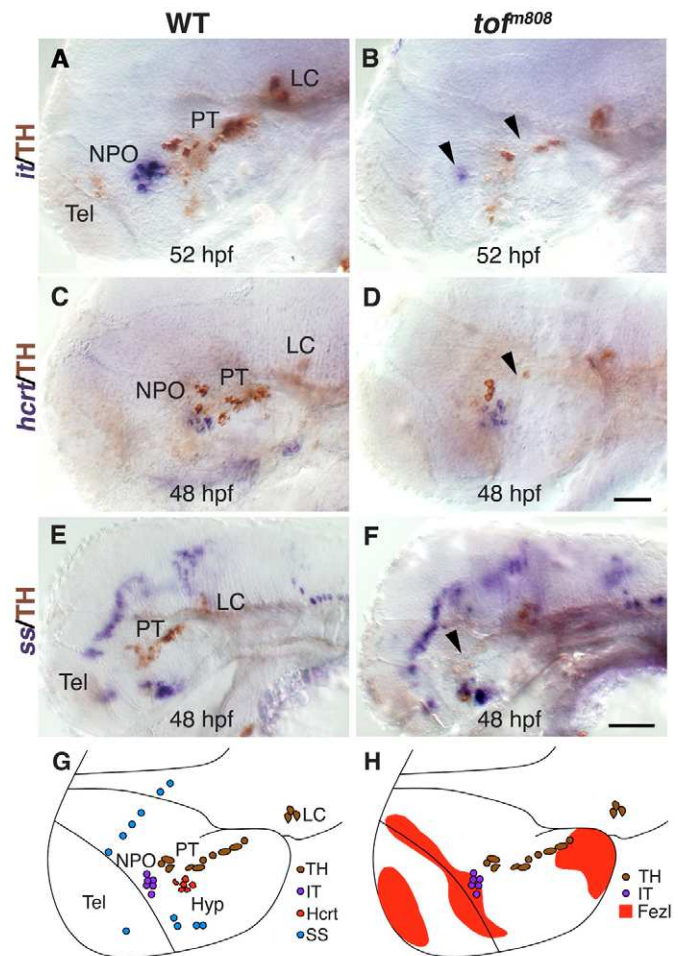 WT
tof^m808
A
LC
PT
NPO
Tel
52 hpf
it/TH
B
52 hpf
C
LC
PT
NPO
48 hpf
hcrt/TH
D
48 hpf
E
LC
PT
Tel
48 hpf
ss/TH
F
48 hpf
G
LC
NPO
PT
Tel
Hyp
TH
IT
Hcrt
SS
H
LC
TH
IT
Fezl